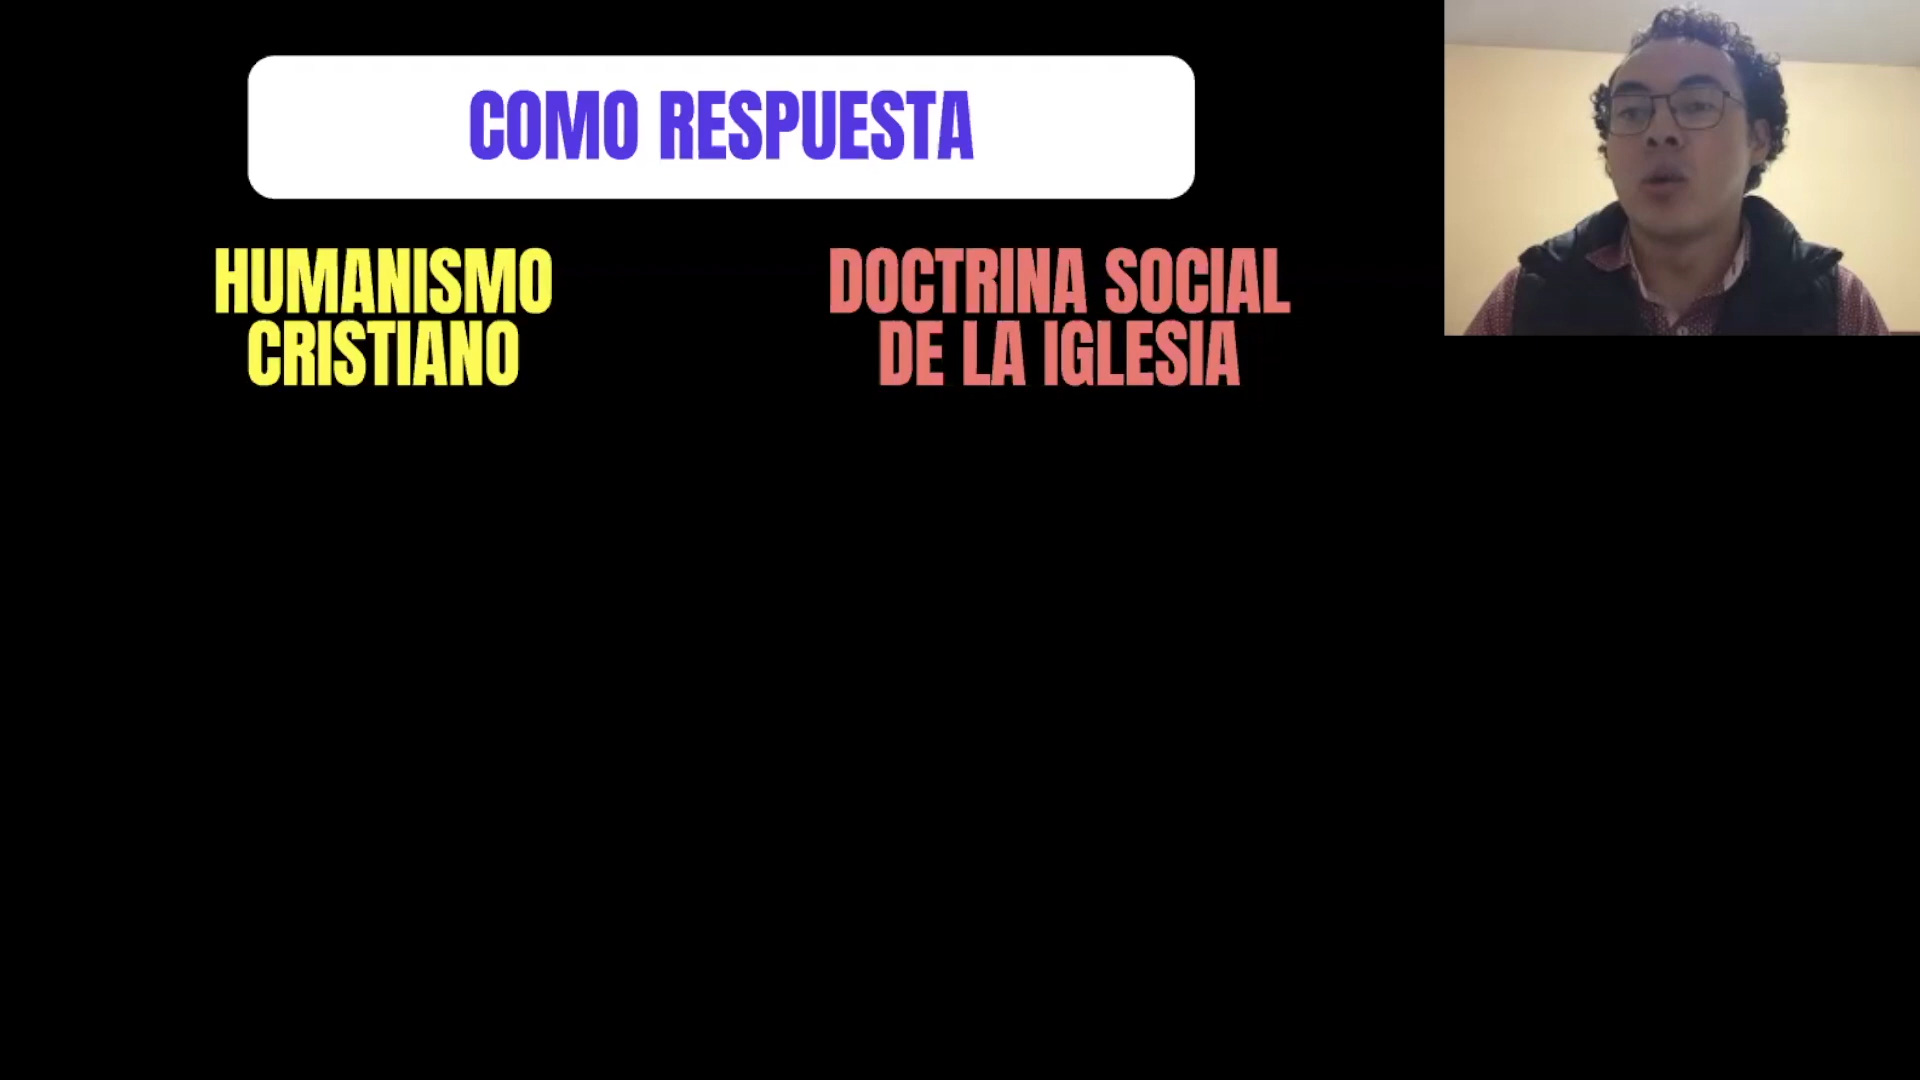 COMO RESPUESTA
HUMANISMO
CRISTIANO
DOCTRINA SOCIAL
DE LA IGLESIA